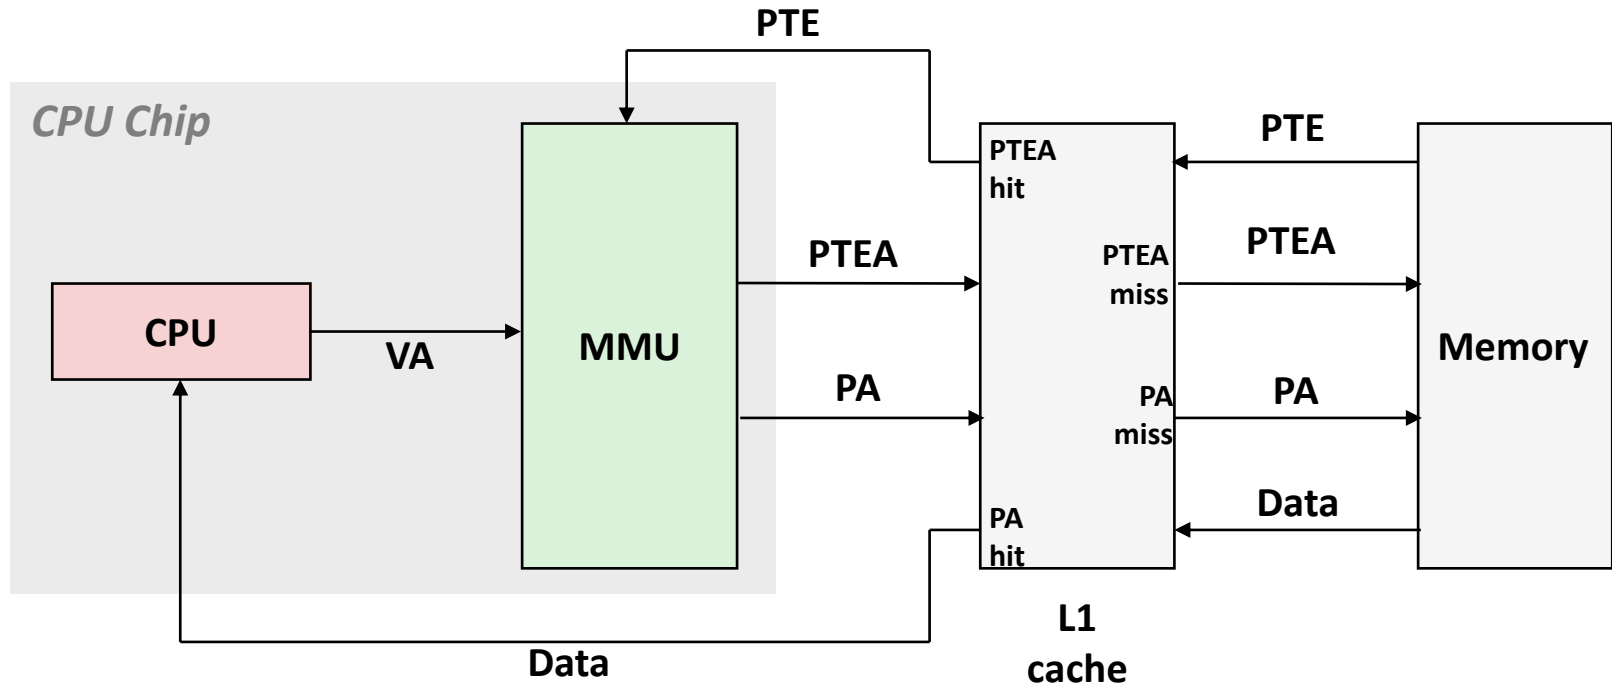 PTE
CPU Chip
PTEA
hit
PTE
PTEA
PTEA
miss
PTEA
CPU
VA
MMU
Memory
PA
PA
miss
PA
PA
hit
Data
L1
cache
Data